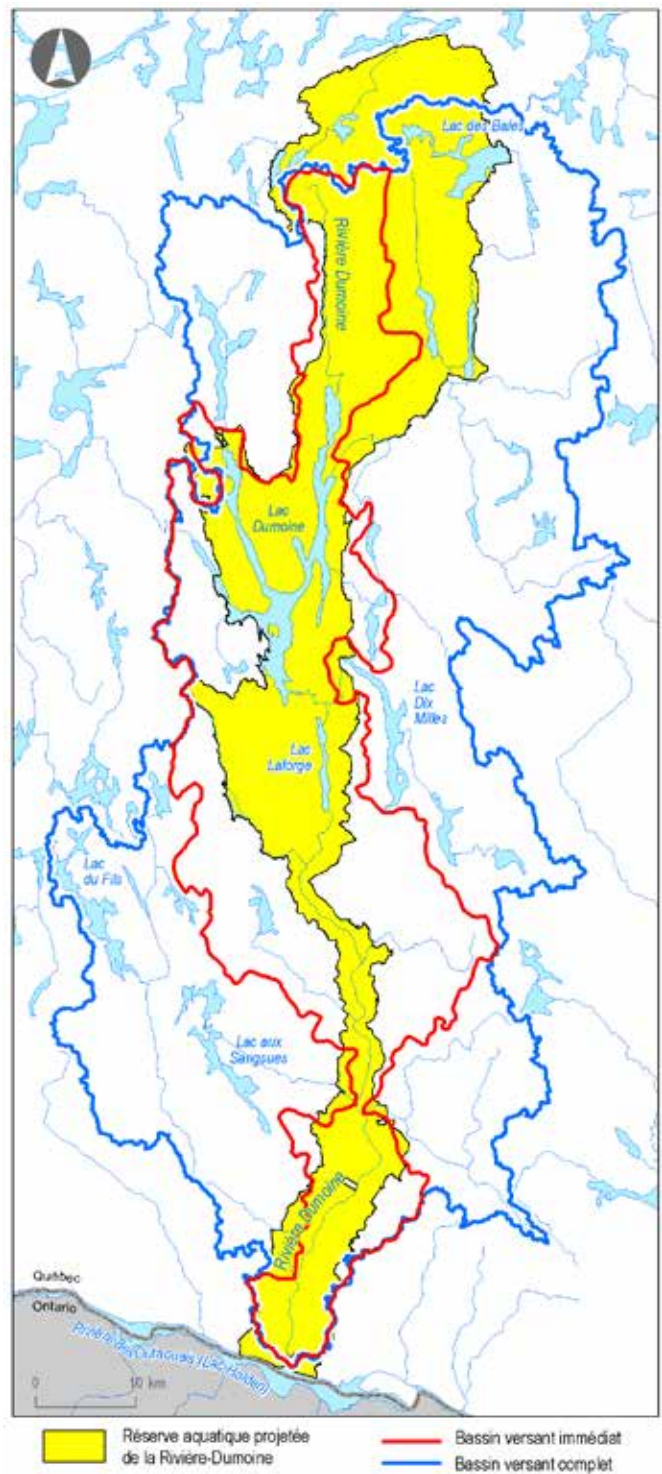 Lac des Baies
Rivière Dumoine
Lac
Dumoine
Lac
Dix
Milles
Lac
Laforge
Lac
du Fils
Lac aux
Sangsues
Rivière Dumoine
Québec
Ontario
Rivière des Outaouais (Lac Holden)
0 10 km
Réserve aquatique projetée
de la Rivière-Dumoine
Bassin versant immédiat
Bassin versant complet